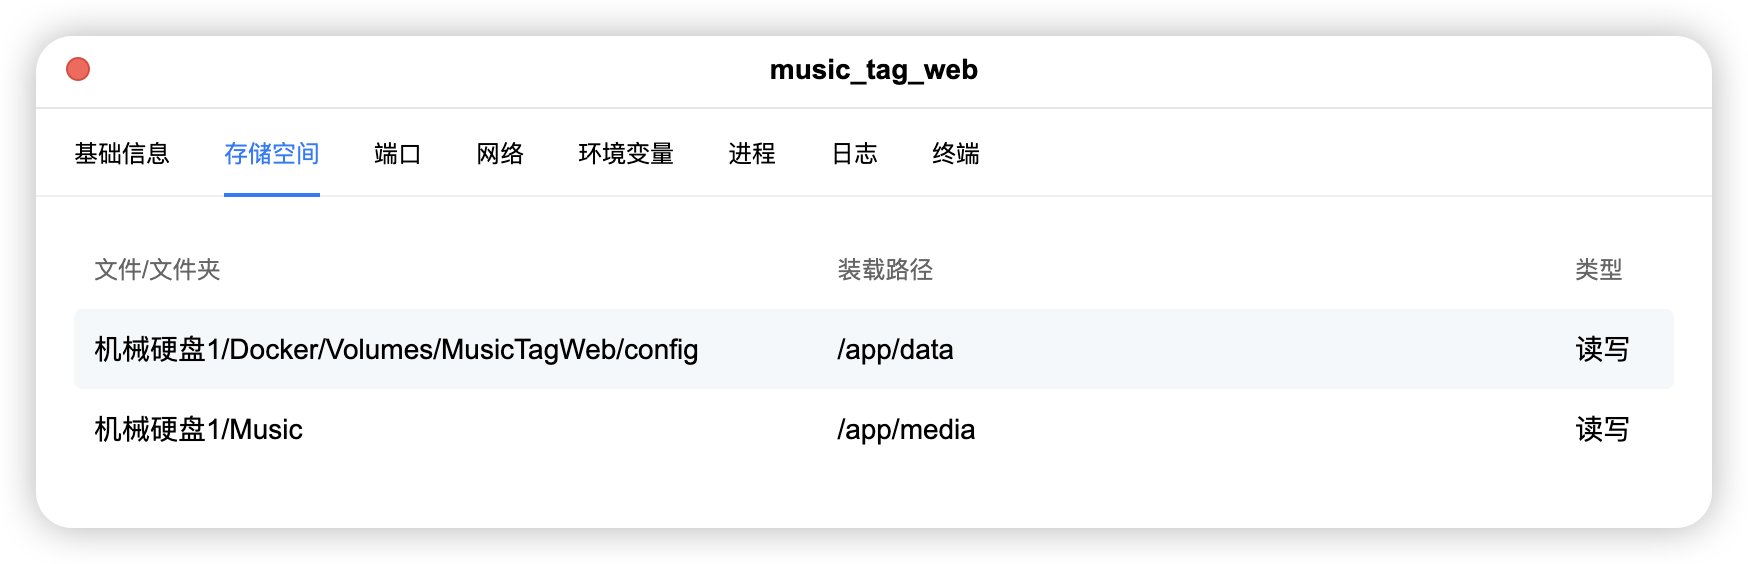 music_tag_web
基础信息 存储空间 端口 网络 环境变量 进程 日志 终端
文件/文件夹 装载路径 类型
机械硬盘1/Docker/Volumes/MusicTagWeb/config /app/data 读写
机械硬盘1/Music /app/media 读写